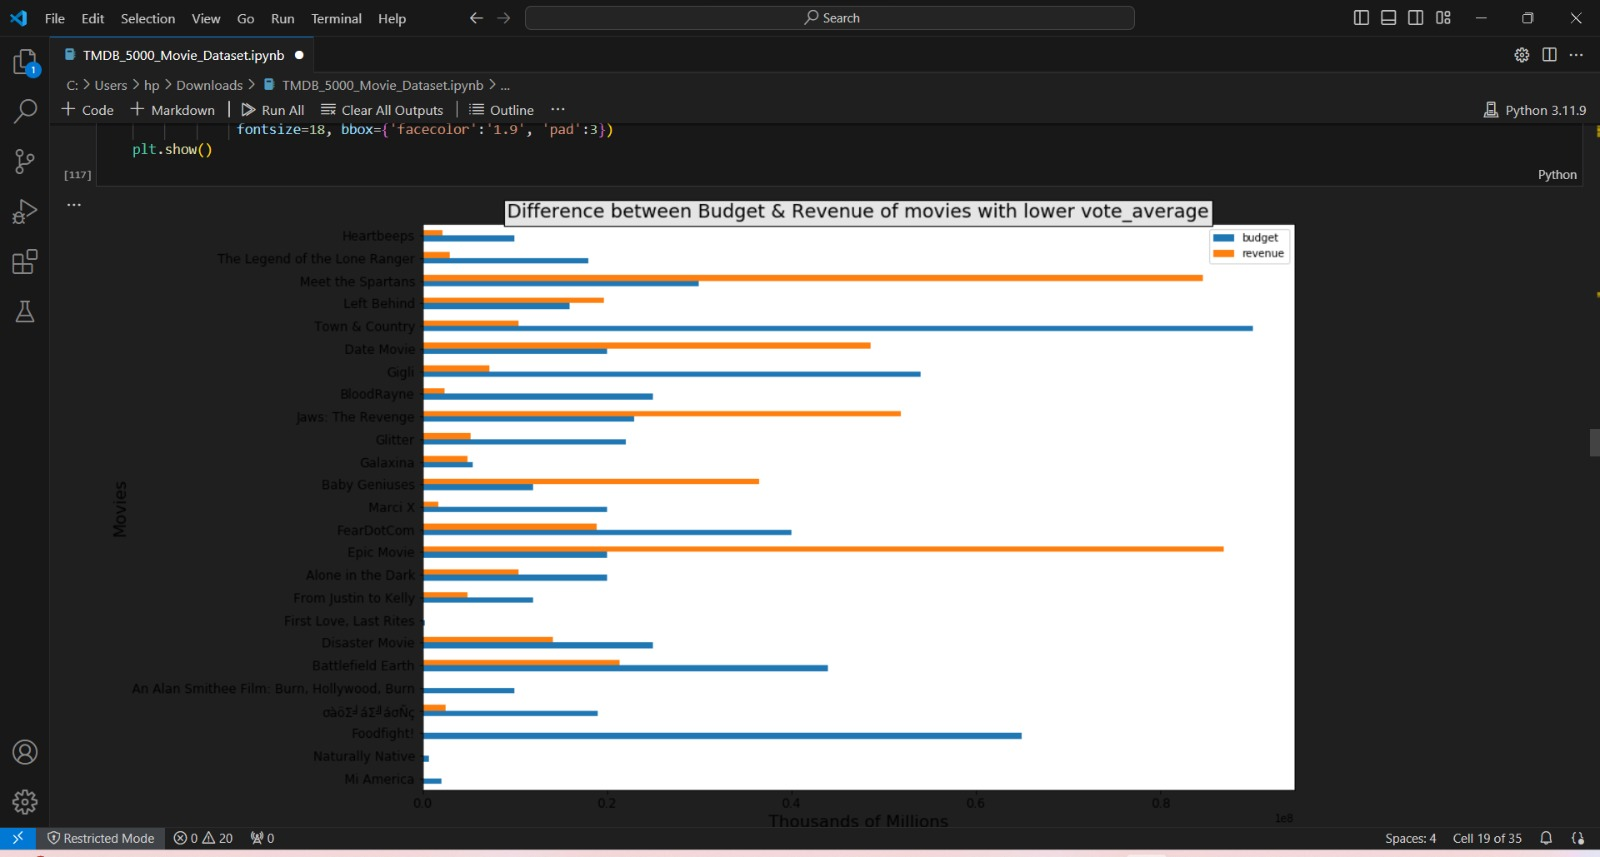 File Edit Selection View Go Run Terminal Help
Search
TMDB_5000_Movie_Dataset.ipynb
1
C: > Users > hp > Downloads > TMDB_5000_Movie_Dataset.ipynb > ...
+ Code + Markdown | Run All Clear All Outputs | Outline ...
Python 3.11.9
fontsize=18, bbox={'facecolor':'1.9', 'pad':3})
plt.show()
[117]
Python
...
Difference between Budget & Revenue of movies with lower vote_average
budget
revenue
Heartbeeps
The Legend of the Lone Ranger
Meet the Spartans
Left Behind
Town & Country
Date Movie
Gigli
BloodRayne
Jaws: The Revenge
Glitter
Galaxina
Baby Geniuses
Marci X
FearDotCom
Epic Movie
Alone in the Dark
From Justin to Kelly
First Love, Last Rites
Disaster Movie
Battlefield Earth
An Alan Smithee Film: Burn, Hollywood, Burn
Foodfight!
Naturally Native
Mi America
Movies
0.0 0.2 0.4 0.6 0.8
1e8
Thousands of Millions
Restricted Mode 0 20 0
Spaces: 4 Cell 19 of 35